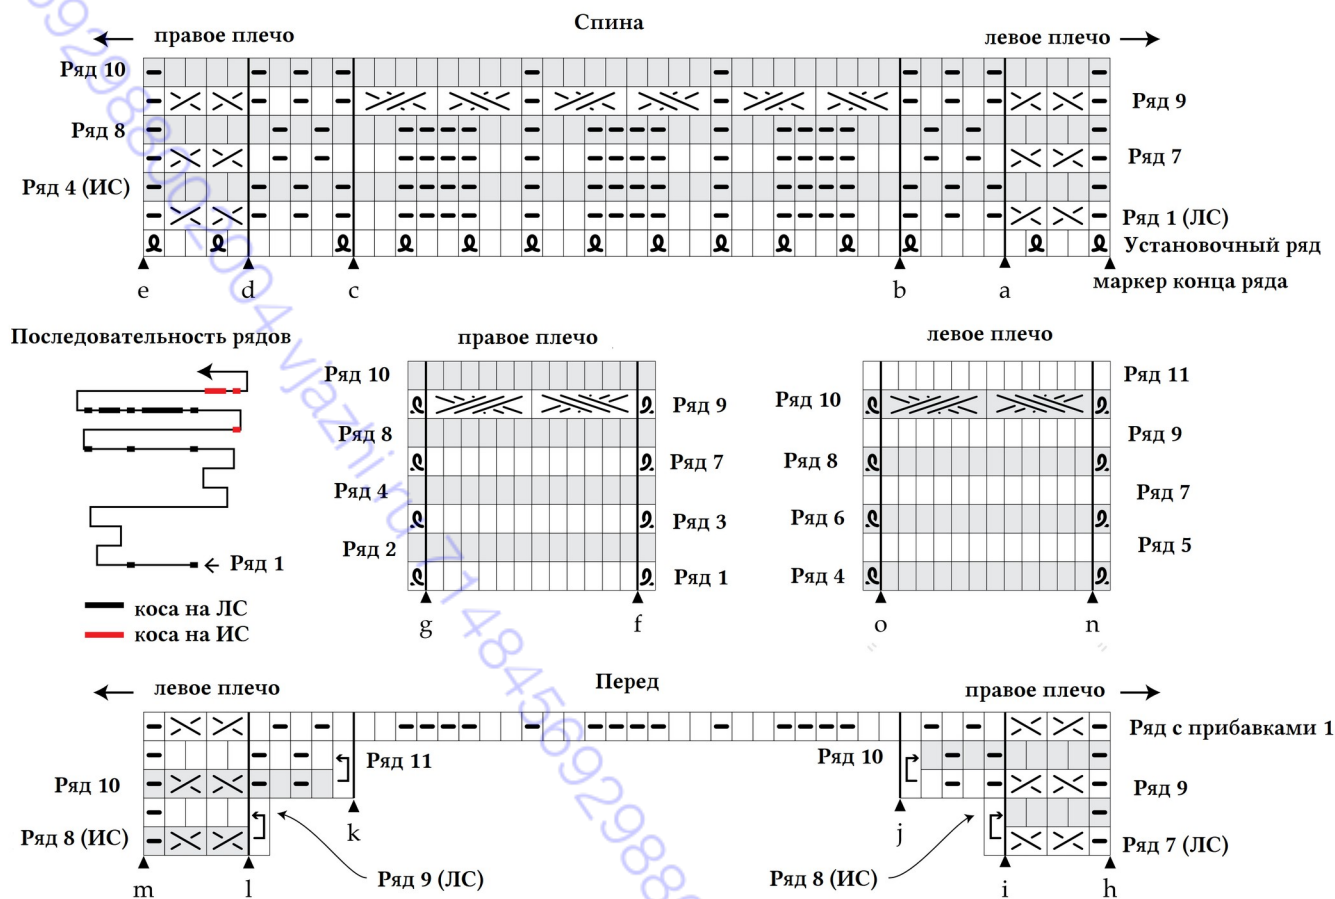 Спина
правое плечо
левое плечо
Ряд 10
Ряд 9
Ряд 8
Ряд 7
Ряд 4 (ИС)
Ряд 1 (ЛС)
Установочный ряд
e d c b a маркер конца ряда
Последовательность рядов
Ряд 1
коса на ЛС
коса на ИС
правое плечо
Ряд 10
Ряд 9
Ряд 8
Ряд 7
Ряд 4
Ряд 3
Ряд 2
Ряд 1
g f
левое плечо
Ряд 11
Ряд 10
Ряд 9
Ряд 8
Ряд 7
Ряд 6
Ряд 5
Ряд 4
o n
Перед
левое плечо
правое плечо
Ряд с прибавками 1
Ряд 11
Ряд 10
Ряд 10
Ряд 9
k j
Ряд 8 (ИС)
Ряд 7 (ЛС)
m l
Ряд 9 (ЛС)
Ряд 8 (ИС)
i h